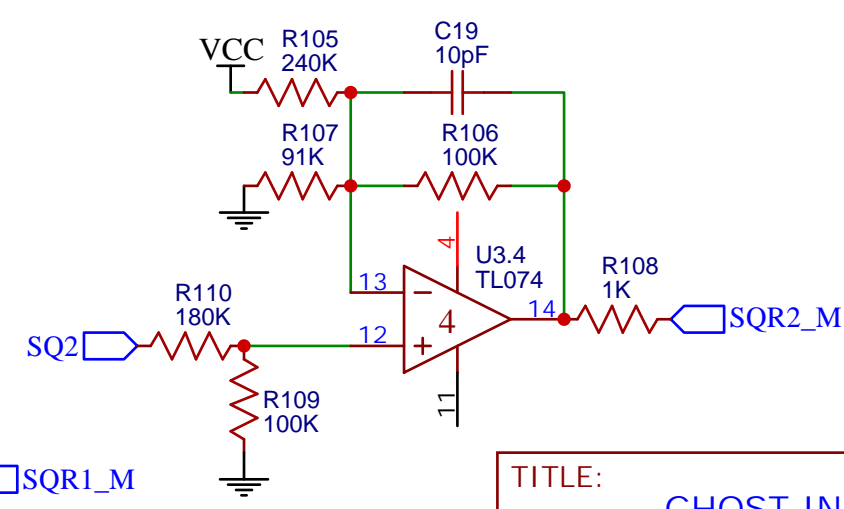 C19
10pF
VCC
R105
240K
R107
91K
R106
100K
4
U3.4
TL074
13
12
14
4
11
R108
1K
SQR2_M
R110
180K
SQ2
R109
100K
SQR1_M
TITLE: